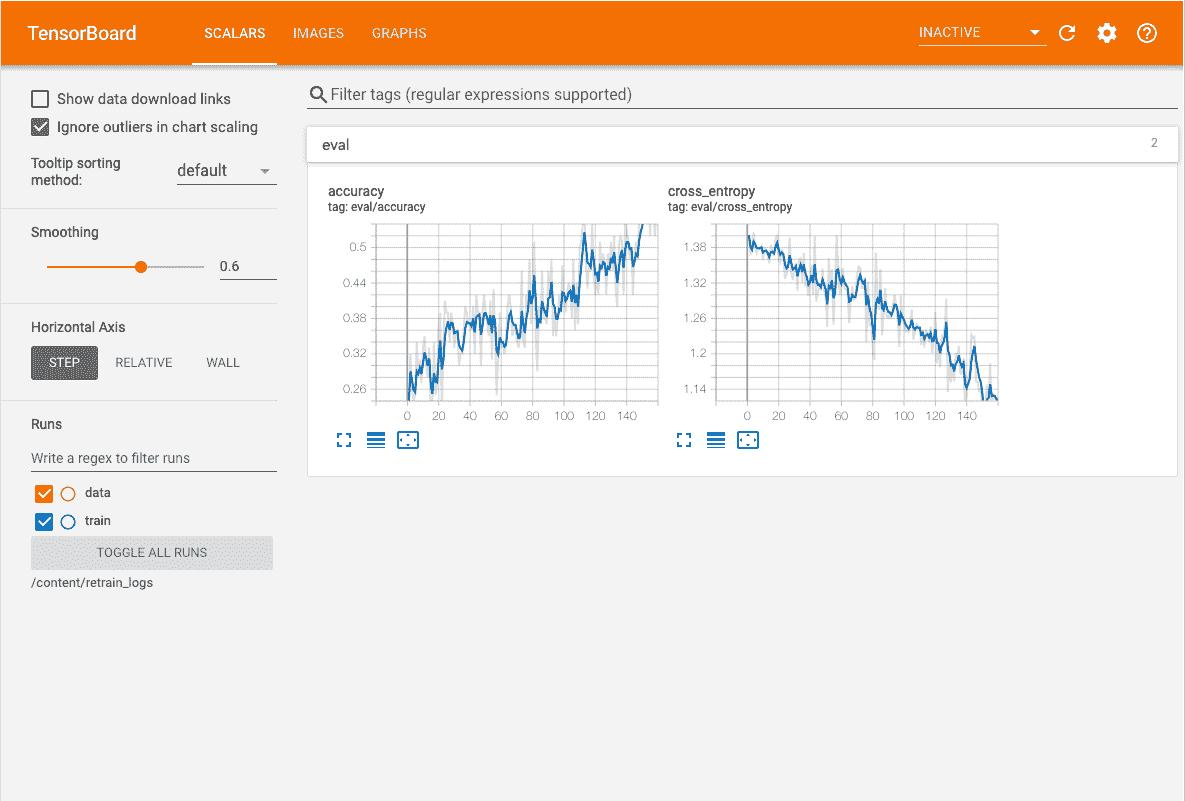 TensorBoard SCALARS IMAGES GRAPHS INACTIVE
Show data download links
Ignore outliers in chart scaling
Tooltip sorting
method:
default
Smoothing
0.6
Horizontal Axis
STEP RELATIVE WALL
Runs
Write a regex to filter runs
data
train
TOGGLE ALL RUNS
/content/retrain_logs
Filter tags (regular expressions supported)
eval 2
accuracy
tag: eval/accuracy
0.5
0.44
0.38
0.32
0.26
0 20 40 60 80 100 120 140
cross_entropy
tag: eval/cross_entropy
1.38
1.32
1.26
1.2
1.14
0 20 40 60 80 100 120 140